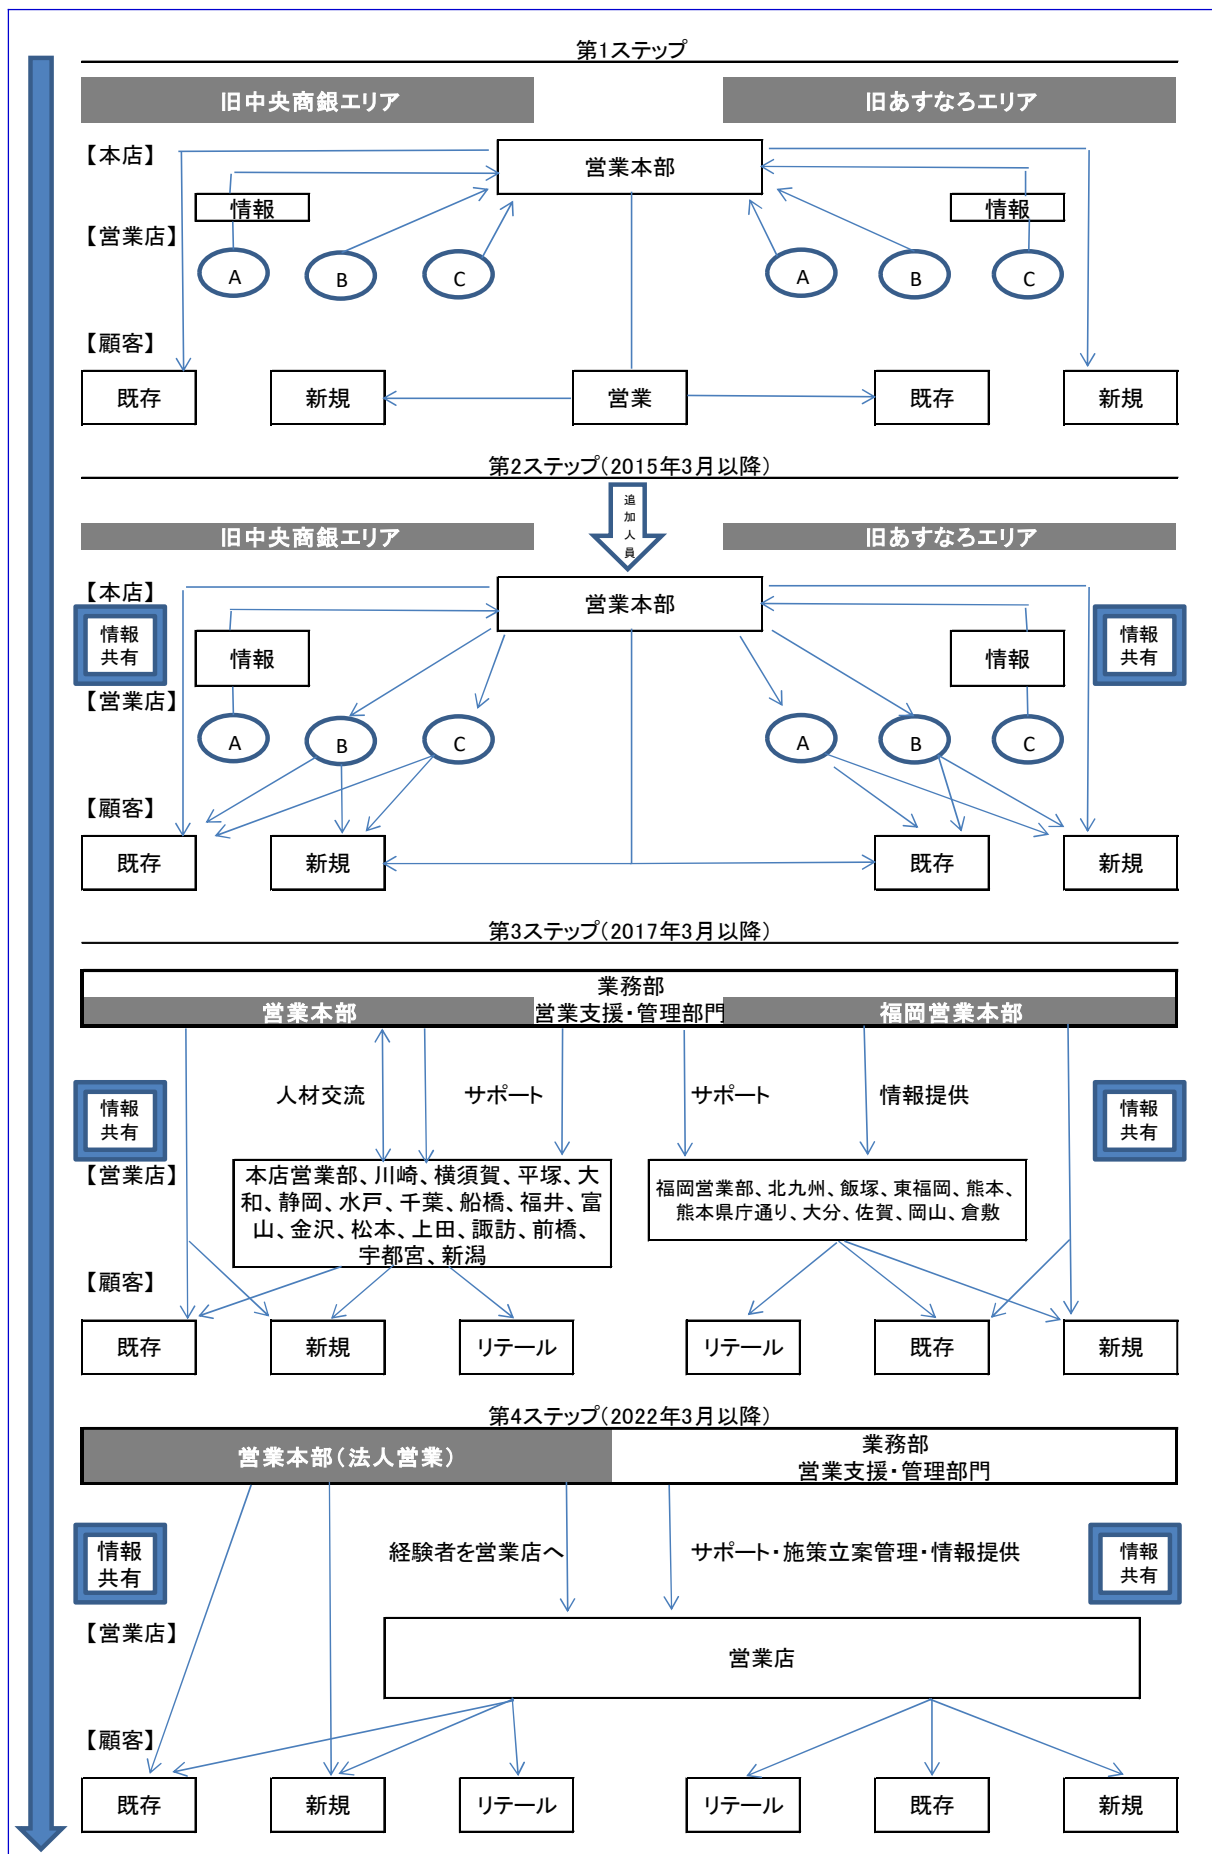 第1ステップ
旧中央商銀エリア
旧あすなろエリア
【本店】
営業本部
情報
情報
【営業店】
A
B
C
A
B
C
【顧客】
既存
新規
営業
既存
新規
第2ステップ(2015年3月以降)
追加人員
旧中央商銀エリア
旧あすなろエリア
【本店】
営業本部
情報
共有
情報
情報
情報
共有
【営業店】
A
B
C
A
B
C
【顧客】
既存
新規
既存
新規
第3ステップ(2017年3月以降)
業務部
営業本部
営業支援・管理部門
福岡営業本部
情報
共有
人材交流
サポート
サポート
情報提供
情報
共有
【営業店】
本店営業部、川崎、横須賀、平塚、大
和、静岡、水戸、千葉、船橋、福井、富
山、金沢、松本、上田、諏訪、前橋、
宇都宮、新潟
福岡営業部、北九州、飯塚、東福岡、熊本、
熊本県庁通り、大分、佐賀、岡山、倉敷
【顧客】
既存
新規
リテール
リテール
既存
新規
第4ステップ(2022年3月以降)
営業本部(法人営業)
業務部
営業支援・管理部門
情報
共有
経験者を営業店へ
サポート・施策立案管理・情報提供
情報
共有
【営業店】
営業店
【顧客】
既存
新規
リテール
リテール
既存
新規